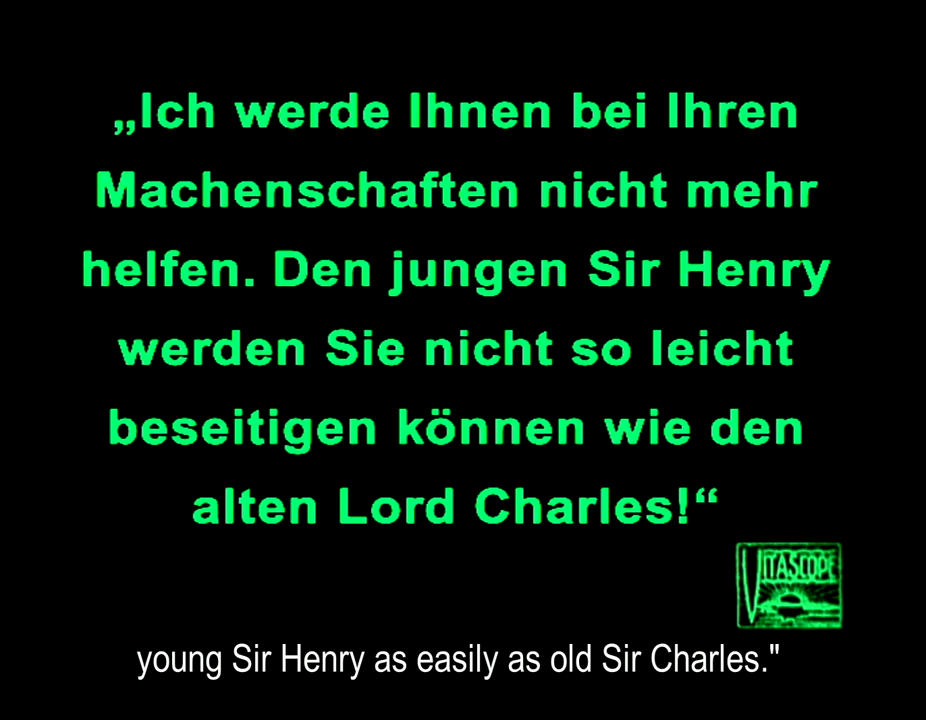 „Ich werde Ihnen bei Ihren
Machenschaften nicht mehr
helfen. Den jungen Sir Henry
werden Sie nicht so leicht
beseitigen können wie den
alten Lord Charles!“
VITASCOPE
young Sir Henry as easily as old Sir Charles."